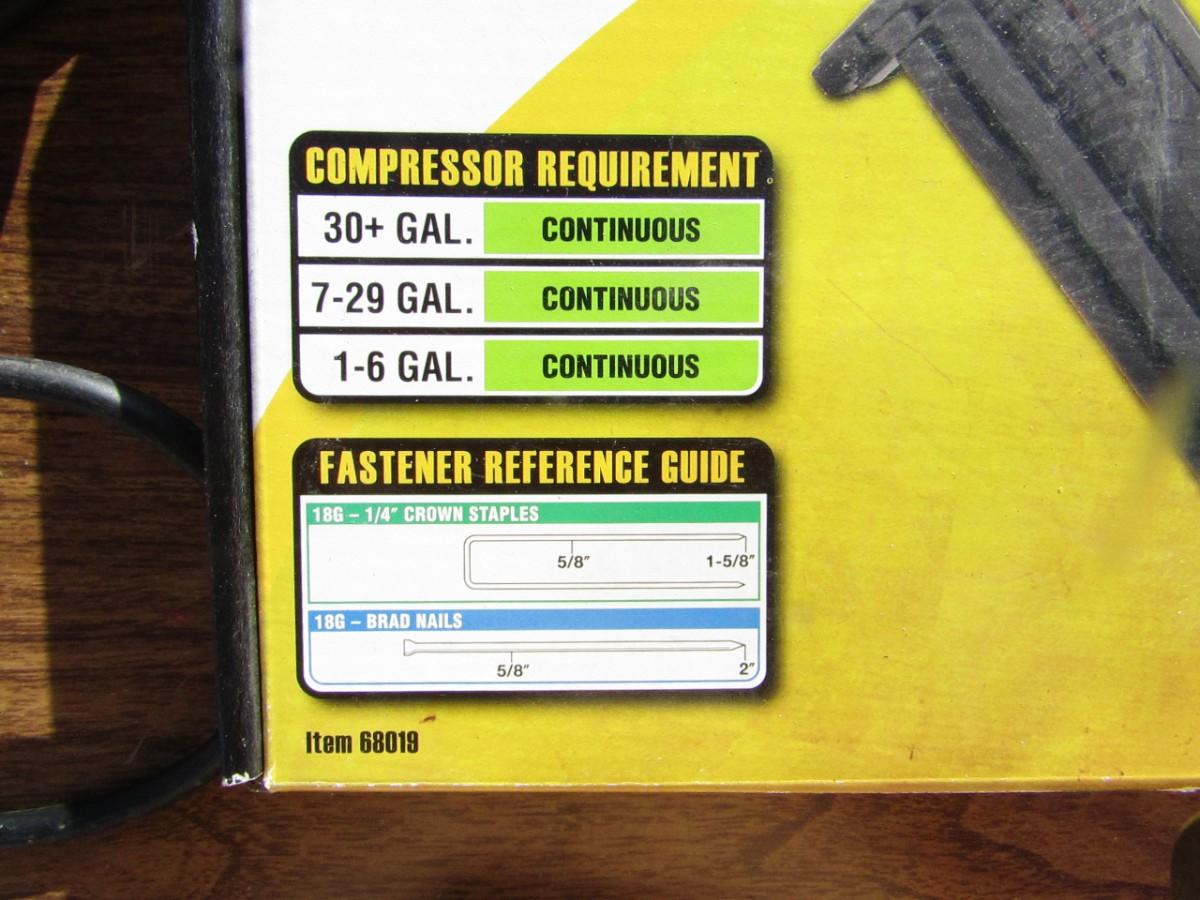 COMPRESSOR REQUIREMENT
30+ GAL. CONTINUOUS
7-29 GAL. CONTINUOUS
1-6 GAL. CONTINUOUS
FASTENER REFERENCE GUIDE
18G – 1/4″ CROWN STAPLES
5/8″ 1-5/8″
18G – BRAD NAILS
5/8″ 2″
Item 68019